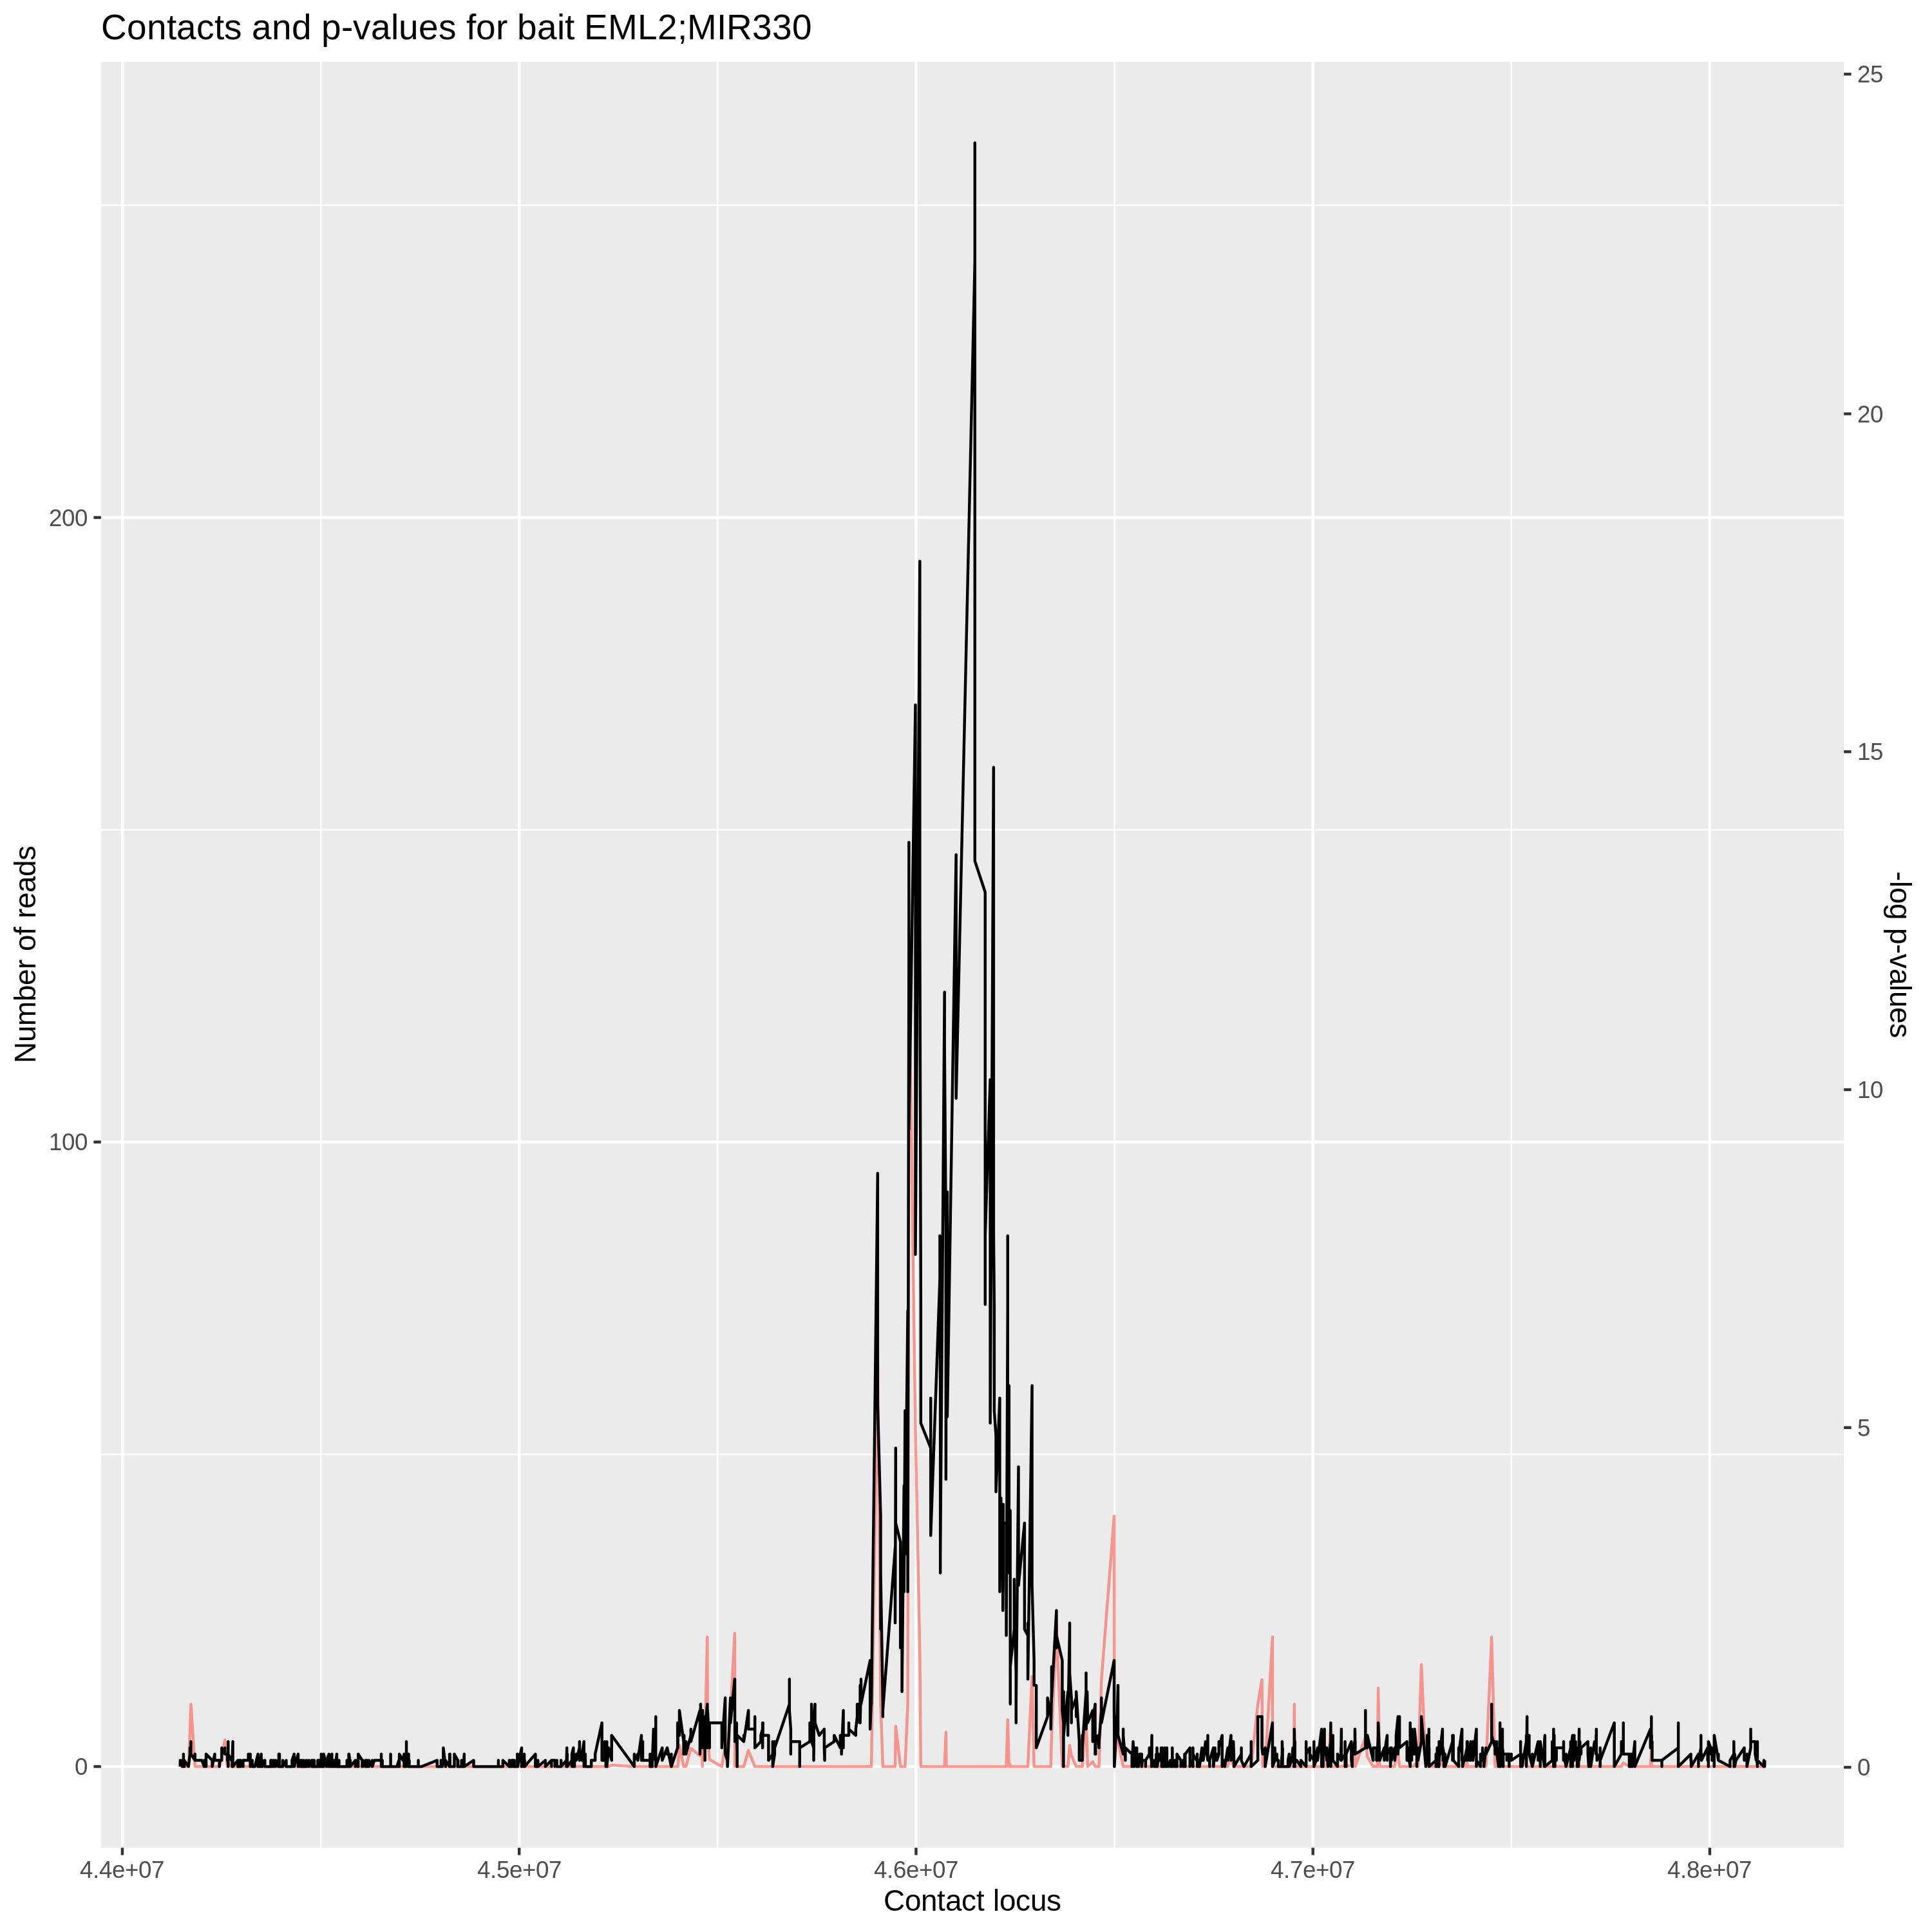 Contacts and p-values for bait EML2;MIR330
25
20
200
15
Number of reads
-log p-values
10
100
5
0
0
4.4e+07
4.5e+07
4.6e+07
4.7e+07
4.8e+07
Contact locus